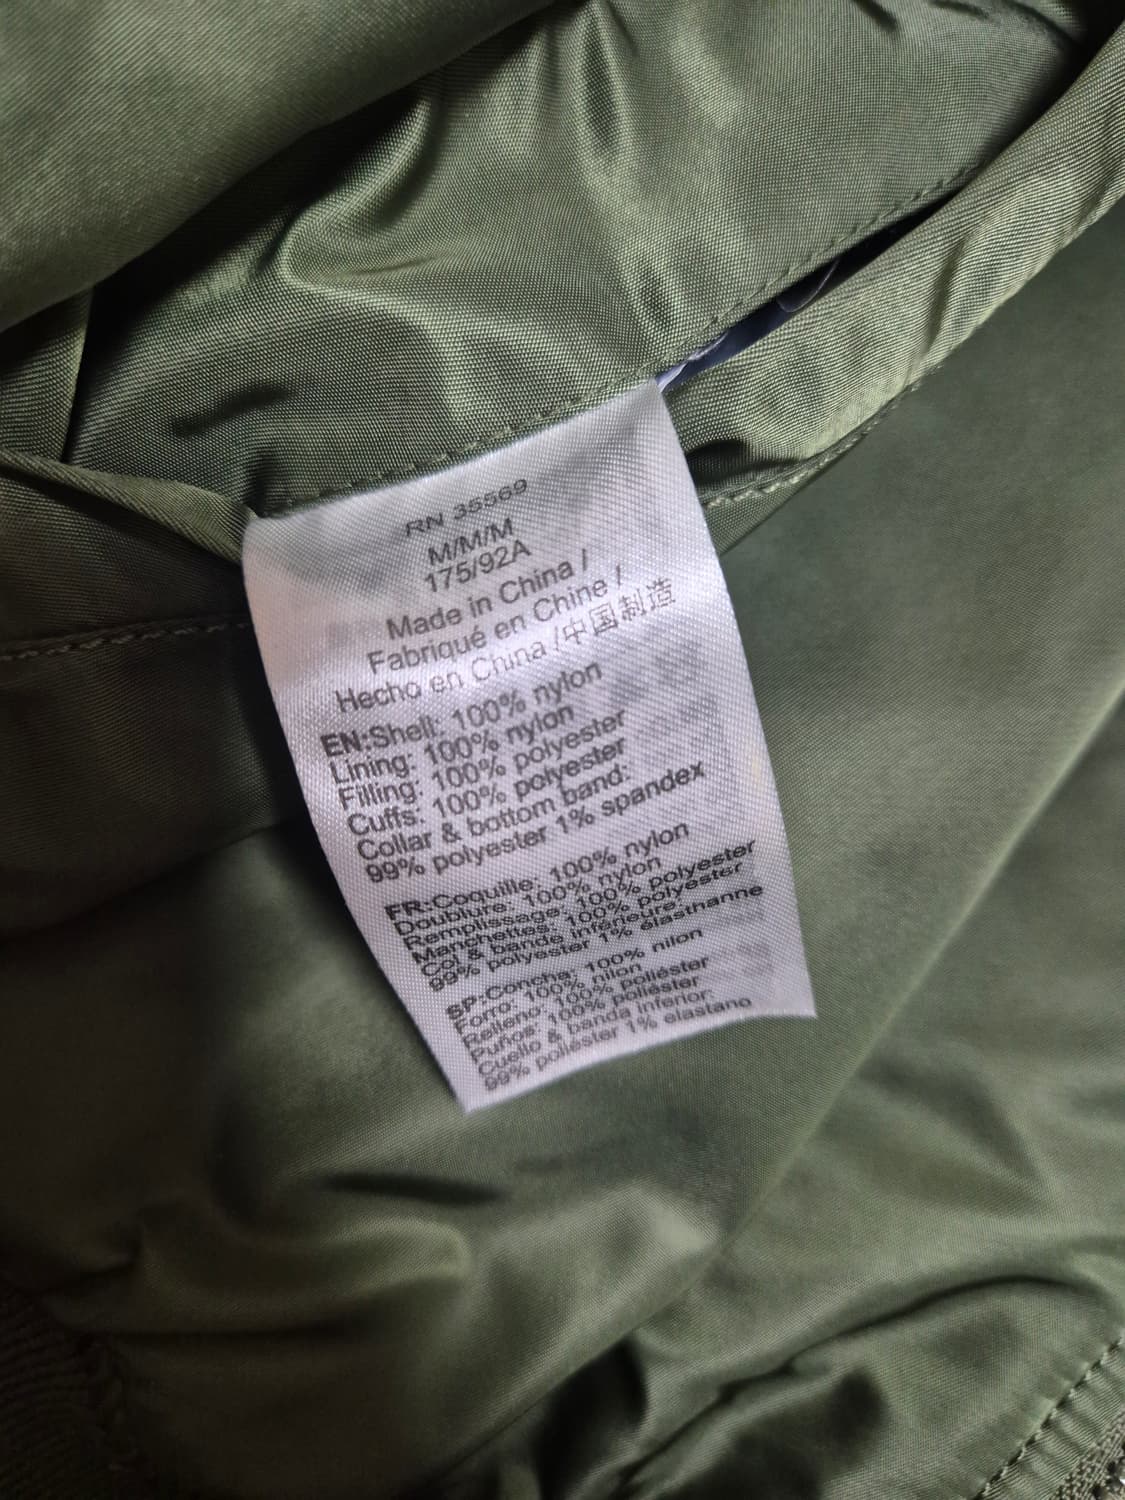 RN 35569
M/M/M
175/92A
Made in China /
Fabriqué en Chine /
Hecho en China /中国制造
EN:Shell: 100% nylon
Lining: 100% nylon
Filling: 100% polyester
Cuffs: 100% polyester
Collar & bottom band:
99% polyester 1% spandex
FR:Coquille: 100% nylon
Doublure: 100% nylon
Remplissage: 100% polyester
Manchettes: 100% polyester
Col & bande inférieure:
99% polyester 1% élasthanne
SP:Concha: 100% nilon
Forro: 100% nilon
Relleno: 100% poliéster
Puños: 100% poliéster
Cuello & banda inferior:
99% poliéster 1% elastano